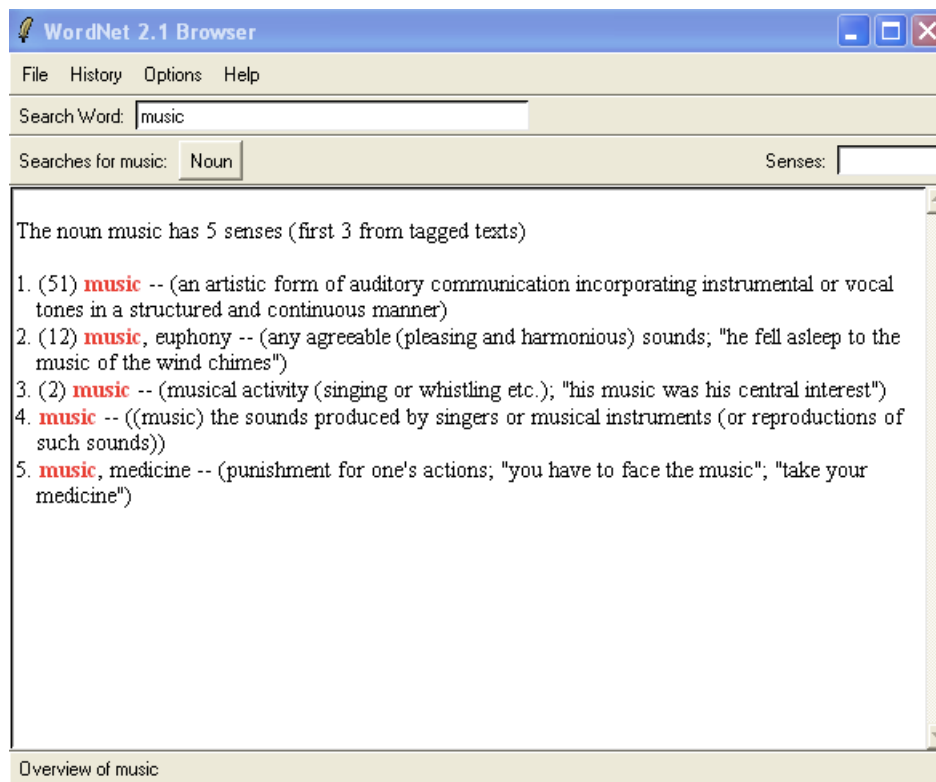 WordNet 2.1 Browser
File History Options Help
Search Word: music
Searches for music: Noun Senses:
The noun music has 5 senses (first 3 from tagged texts)
1. (51) music -- (an artistic form of auditory communication incorporating instrumental or vocal
tones in a structured and continuous manner)
2. (12) music, euphony -- (any agreeable (pleasing and harmonious) sounds; "he fell asleep to the
music of the wind chimes")
3. (2) music -- (musical activity (singing or whistling etc.); "his music was his central interest")
4. music -- ((music) the sounds produced by singers or musical instruments (or reproductions of
such sounds))
5. music, medicine -- (punishment for one's actions; "you have to face the music"; "take your
medicine")
Overview of music